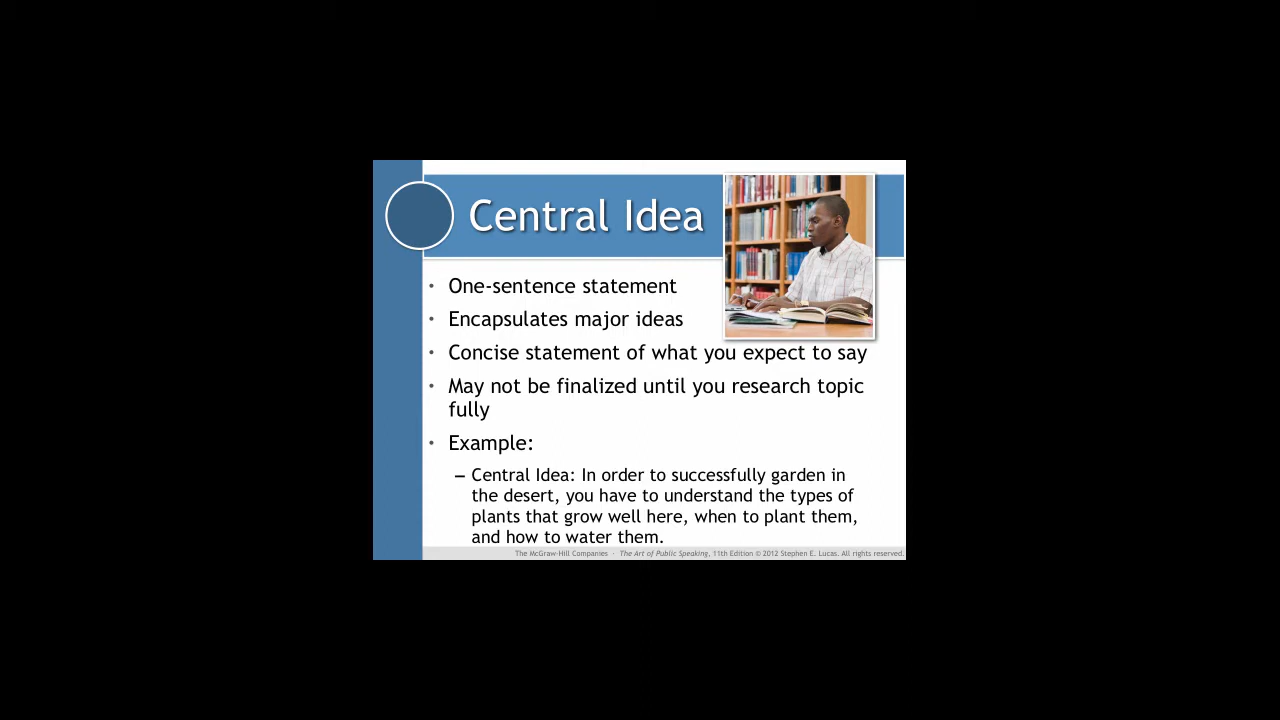 Central Idea
• One-sentence statement
• Encapsulates major ideas
• Concise statement of what you expect to say
• May not be finalized until you research topic
fully
• Example:
– Central Idea: In order to successfully garden in
the desert, you have to understand the types of
plants that grow well here, when to plant them,
and how to water them.
The McGraw-Hill Companies · The Art of Public Speaking, 11th Edition © 2012 Stephen E. Lucas. All rights reserved.